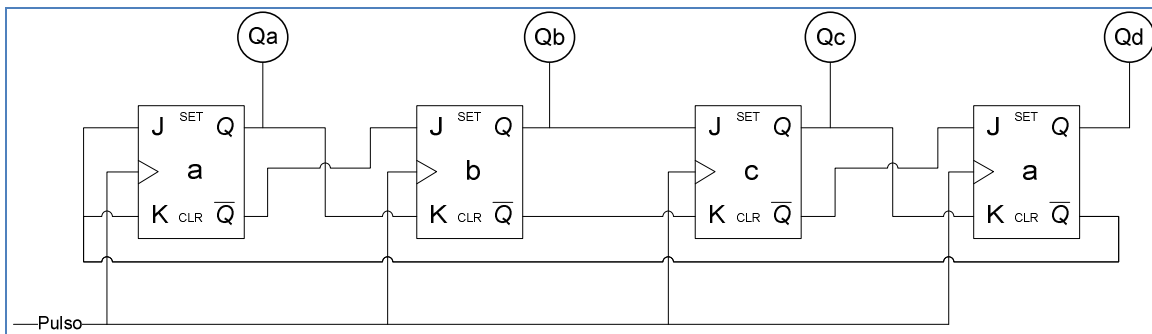 Qa Qb Qc Qd
J SET Q J SET Q J SET Q J SET Q
a b c a
K CLR Q̅ K CLR Q̅ K CLR Q̅ K CLR Q̅
Pulso